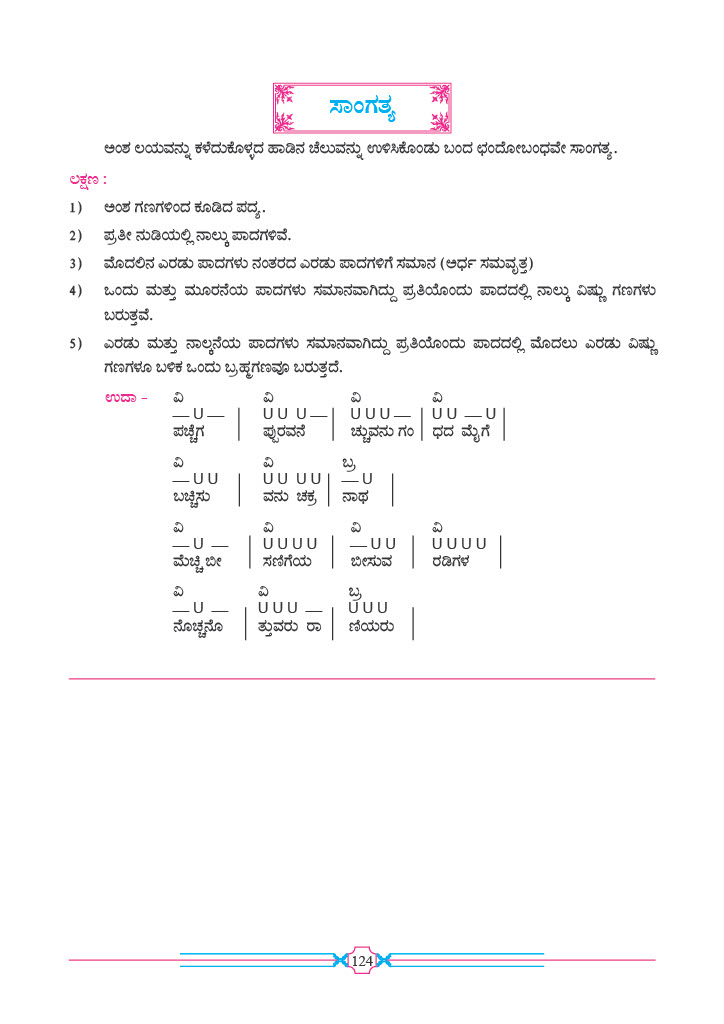 ಸಾಂಗತ್ಯ
ಅಂಶ ಲಯವನ್ನು ಕಳೆದುಕೊಳ್ಳದ ಹಾಡಿನ ಚೆಲುವನ್ನು ಉಳಿಸಿಕೊಂಡು ಬಂದ ಛಂದೋಬಂಧವೇ ಸಾಂಗತ್ಯ.
ಲಕ್ಷಣ :
1) ಅಂಶ ಗಣಗಳಿಂದ ಕೂಡಿದ ಪದ್ಯ.
2) ಪ್ರತೀ ನುಡಿಯಲ್ಲಿ ನಾಲ್ಕು ಪಾದಗಳಿವೆ.
3) ಮೊದಲಿನ ಎರಡು ಪಾದಗಳು ನಂತರದ ಎರಡು ಪಾದಗಳಿಗೆ ಸಮಾನ (ಅರ್ಧ ಸಮವೃತ್ತ)
4) ಒಂದು ಮತ್ತು ಮೂರನೆಯ ಪಾದಗಳು ಸಮಾನವಾಗಿದ್ದು ಪ್ರತಿಯೊಂದು ಪಾದದಲ್ಲಿ ನಾಲ್ಕು ವಿಷ್ಣು ಗಣಗಳು
ಬರುತ್ತವೆ.
5) ಎರಡು ಮತ್ತು ನಾಲ್ಕನೆಯ ಪಾದಗಳು ಸಮಾನವಾಗಿದ್ದು ಪ್ರತಿಯೊಂದು ಪಾದದಲ್ಲಿ ಮೊದಲು ಎರಡು ವಿಷ್ಣು
ಗಣಗಳೂ ಬಳಿಕ ಒಂದು ಬ್ರಹ್ಮಗಣವೂ ಬರುತ್ತದೆ.
ಉದಾ - ವಿ ವಿ ವಿ ವಿ
— U — | U U U — | U U U — | U U — U |
ಪಚ್ಚೆಗ ಪ್ಪುರವನೆ ಚ್ಚುವನು ಗಂ ಧದ ಮೈಗೆ
ವಿ ವಿ ಬ್ರ
— U U | U U U U | — U |
ಬಚ್ಚಿಸು ವನು ಚಕ್ರ ನಾಥ
ವಿ ವಿ ವಿ ವಿ
— U — | U U U U | — U U | U U U U |
ಮೆಚ್ಚಿ ಬೀ ಸಣಿಗೆಯ ಬೀಸುವ ರಡಿಗಳ
ವಿ ವಿ ಬ್ರ
— U — | U U U — | U U U |
ನೊಚ್ಚನೊ ತ್ತುವರು ರಾ ಣಿಯರು
124